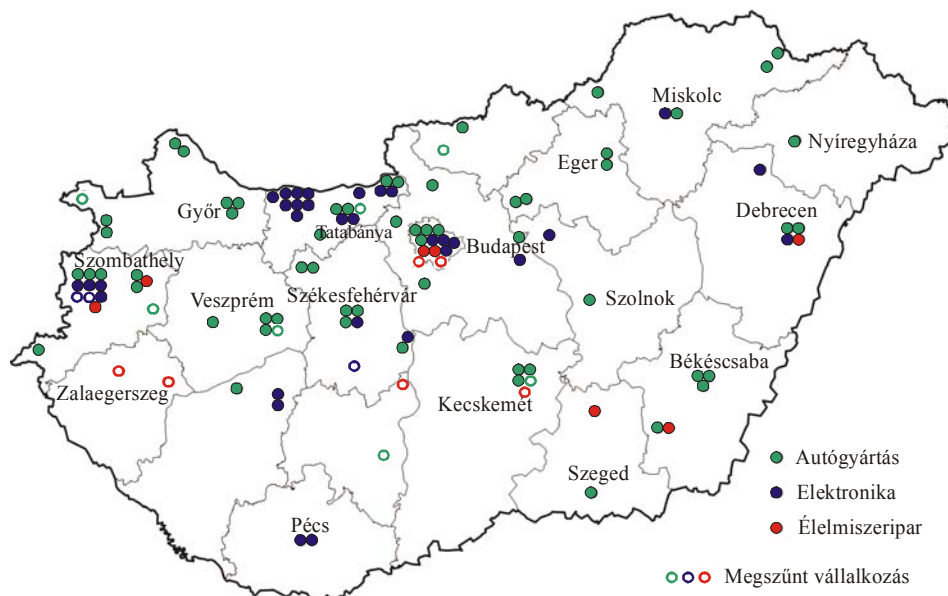 Miskolc
Nyíregyháza
Eger
Debrecen
Győr
Tatabánya
Budapest
Szombathely
Veszprém
Székesfehérvár
Szolnok
Békéscsaba
Zalaegerszeg
Kecskemét
Szeged
Pécs
Autógyártás
Elektronika
Élelmiszeripar
Megszűnt vállalkozás